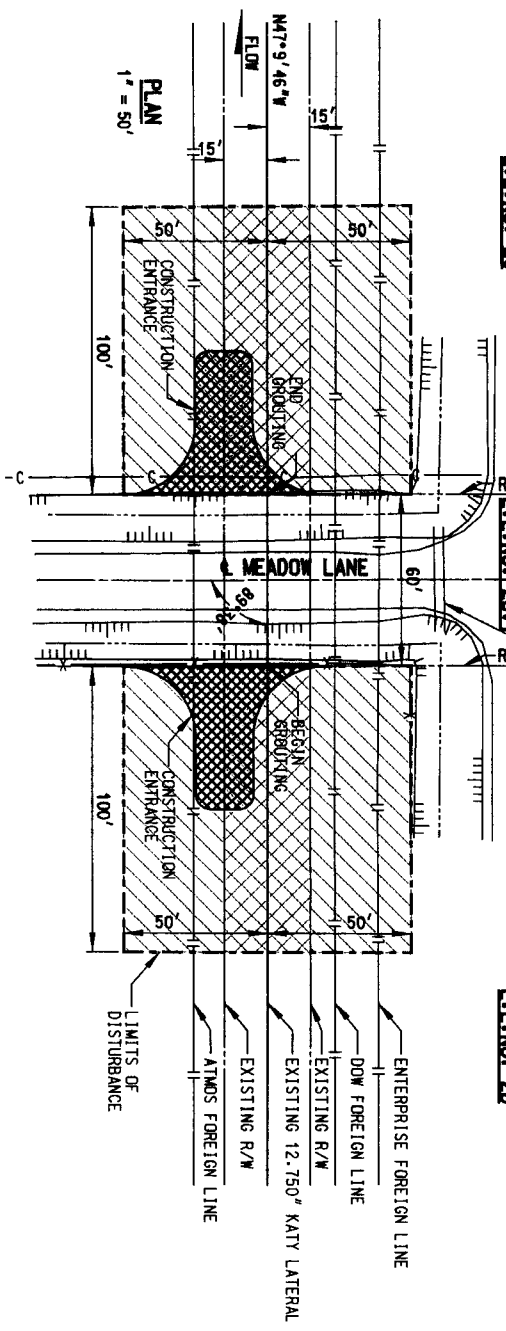 N47°9'46"W
FLOW
15'
15'
PLAN
1" = 50'
50'
50'
100'
CONSTRUCTION
ENTRANCE
END
GROUTING
-C
C
R
℄ MEADOW LANE
60'
R
BEGIN
GROUTING
CONSTRUCTION
ENTRANCE
100'
50'
50'
LIMITS OF
DISTURBANCE
ENTERPRISE FOREIGN LINE
DOW FOREIGN LINE
EXISTING R/W
EXISTING 12.750" KATY LATERAL
EXISTING R/W
ATMOS FOREIGN LINE